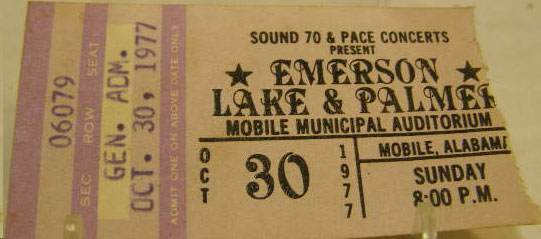 06079
SEC ROW SEAT
GEN. ADM.
OCT. 30, 1977
ADMIT ONE ON ABOVE DATE ONLY
SOUND 70 & PACE CONCERTS
PRESENT
★ EMERSON ★
LAKE & PALMER
MOBILE MUNICIPAL AUDITORIUM
OCT 30 1977
MOBILE, ALABAMA
SUNDAY
8:00 P.M.